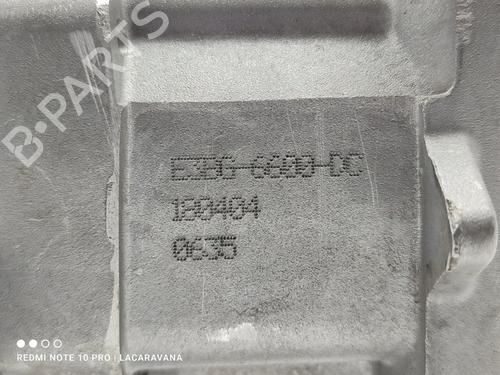 B-PARTS
E3BG-6600-DC
180404
0635
REDMI NOTE 10 PRO | LACARAVANA